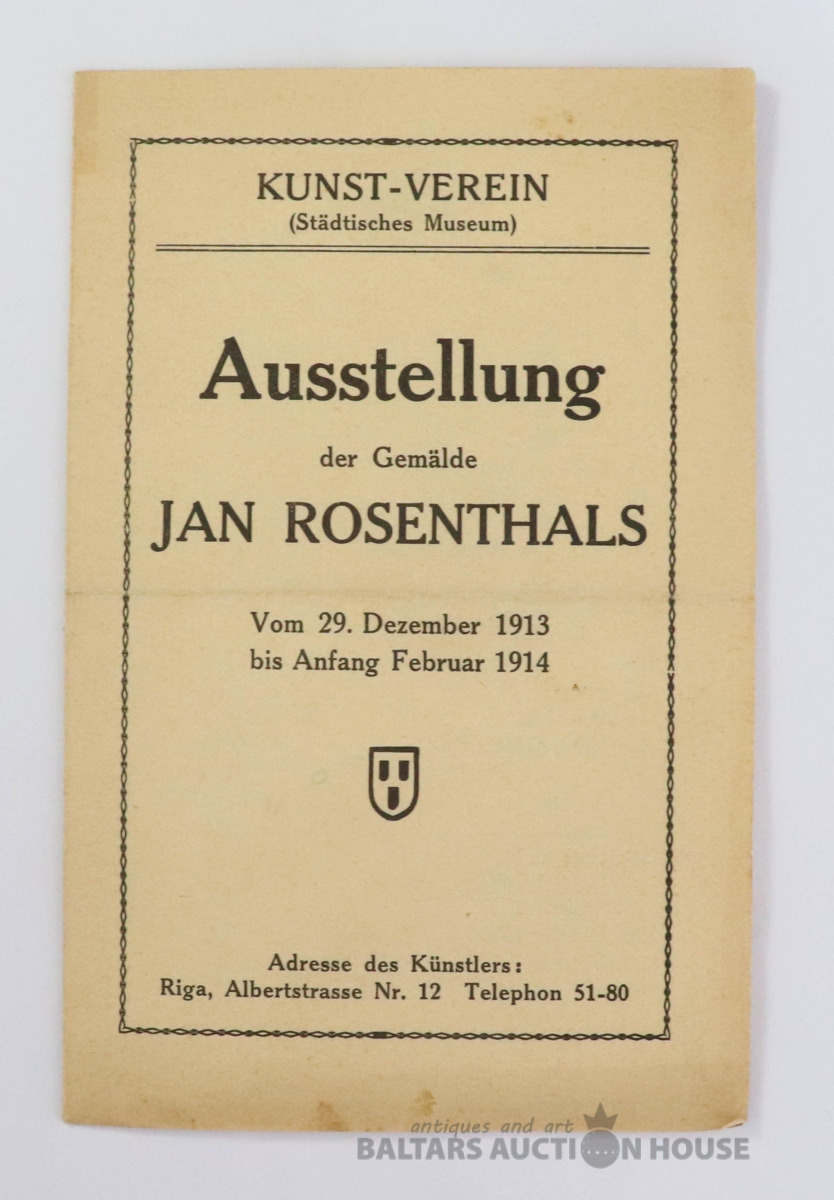 KUNST-VEREIN
(Städtisches Museum)
Ausstellung
der Gemälde
JAN ROSENTHALS
Vom 29. Dezember 1913
bis Anfang Februar 1914
Adresse des Künstlers:
Riga, Albertstrasse Nr. 12 Telephon 51-80
antiques and art
BALTARS AUCTION HOUSE